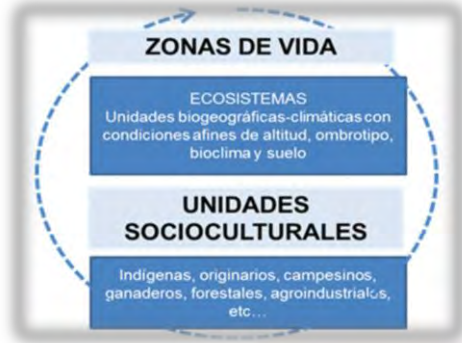 ZONAS DE VIDA
ECOSISTEMAS
Unidades biogeográficas-climáticas con
condiciones afines de altitud, ombrotipo,
bioclima y suelo
UNIDADES
SOCIOCULTURALES
Indígenas, originarios, campesinos,
ganaderos, forestales, agroindustriales,
etc...